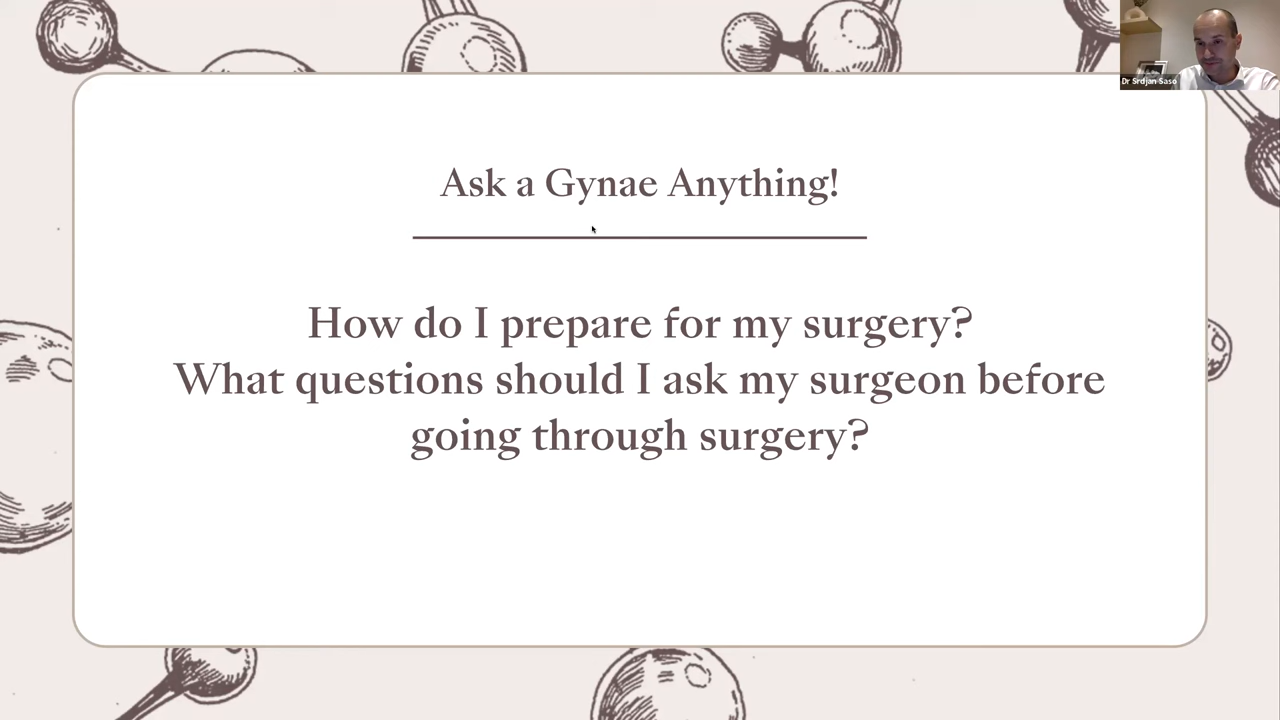 Dr Srdjan Saso
Ask a Gynae Anything!
How do I prepare for my surgery?
What questions should I ask my surgeon before
going through surgery?